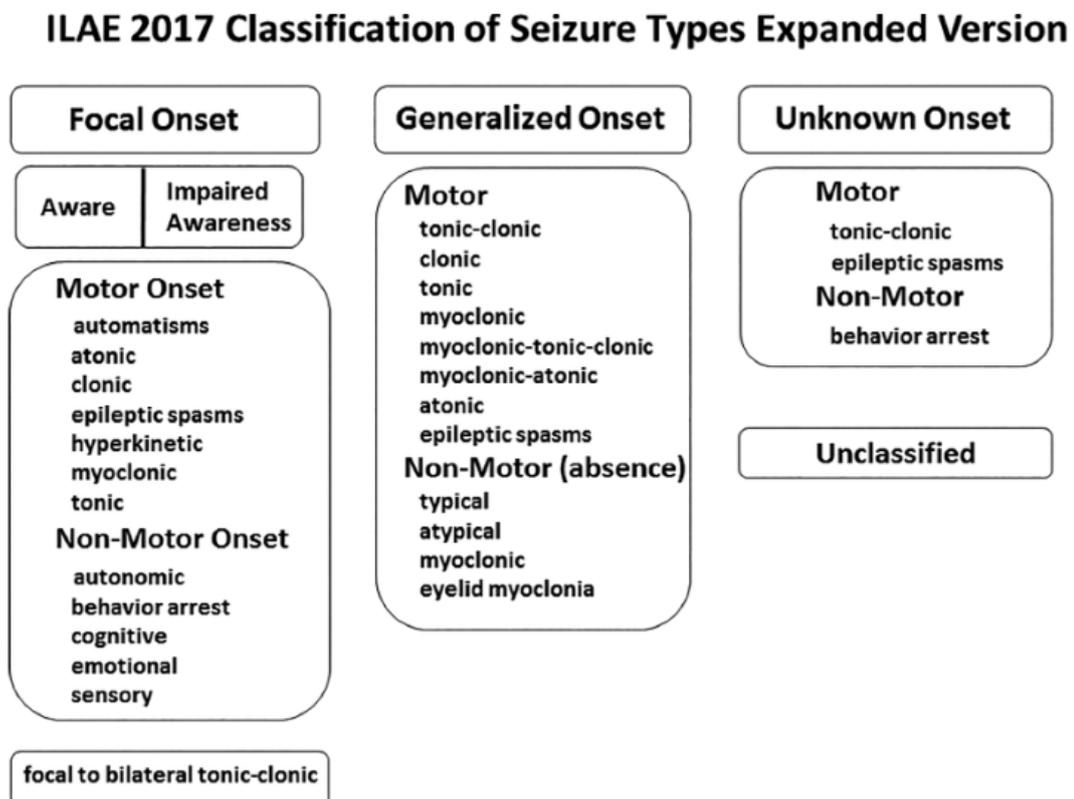 ILAE 2017 Classification of Seizure Types Expanded Version
Focal Onset
Aware
Impaired
Awareness
Motor Onset
automatisms
atonic
clonic
epileptic spasms
hyperkinetic
myoclonic
tonic
Non-Motor Onset
autonomic
behavior arrest
cognitive
emotional
sensory
focal to bilateral tonic-clonic
Generalized Onset
Motor
tonic-clonic
clonic
tonic
myoclonic
myoclonic-tonic-clonic
myoclonic-atonic
atonic
epileptic spasms
Non-Motor (absence)
typical
atypical
myoclonic
eyelid myoclonia
Unknown Onset
Motor
tonic-clonic
epileptic spasms
Non-Motor
behavior arrest
Unclassified